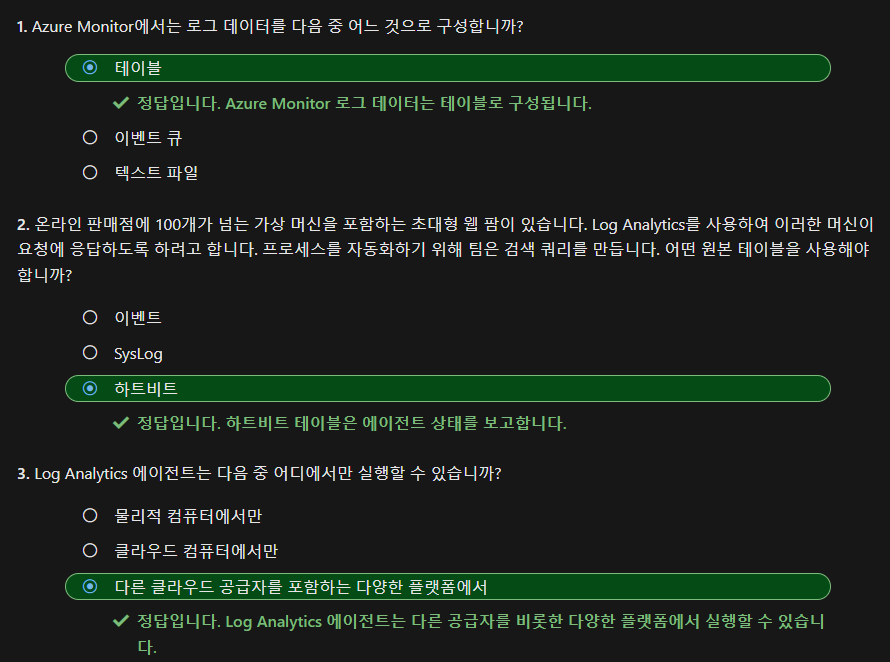 1. Azure Monitor에서는 로그 데이터를 다음 중 어느 것으로 구성합니까?
테이블
정답입니다. Azure Monitor 로그 데이터는 테이블로 구성됩니다.
이벤트 큐
텍스트 파일
2. 온라인 판매점에 100개가 넘는 가상 머신을 포함하는 초대형 웹 팜이 있습니다. Log Analytics를 사용하여 이러한 머신이
요청에 응답하도록 하려고 합니다. 프로세스를 자동화하기 위해 팀은 검색 쿼리를 만듭니다. 어떤 원본 테이블을 사용해야
합니까?
이벤트
SysLog
하트비트
정답입니다. 하트비트 테이블은 에이전트 상태를 보고합니다.
3. Log Analytics 에이전트는 다음 중 어디에서만 실행할 수 있습니까?
물리적 컴퓨터에서만
클라우드 컴퓨터에서만
다른 클라우드 공급자를 포함하는 다양한 플랫폼에서
정답입니다. Log Analytics 에이전트는 다른 공급자를 비롯한 다양한 플랫폼에서 실행할 수 있습니
다.